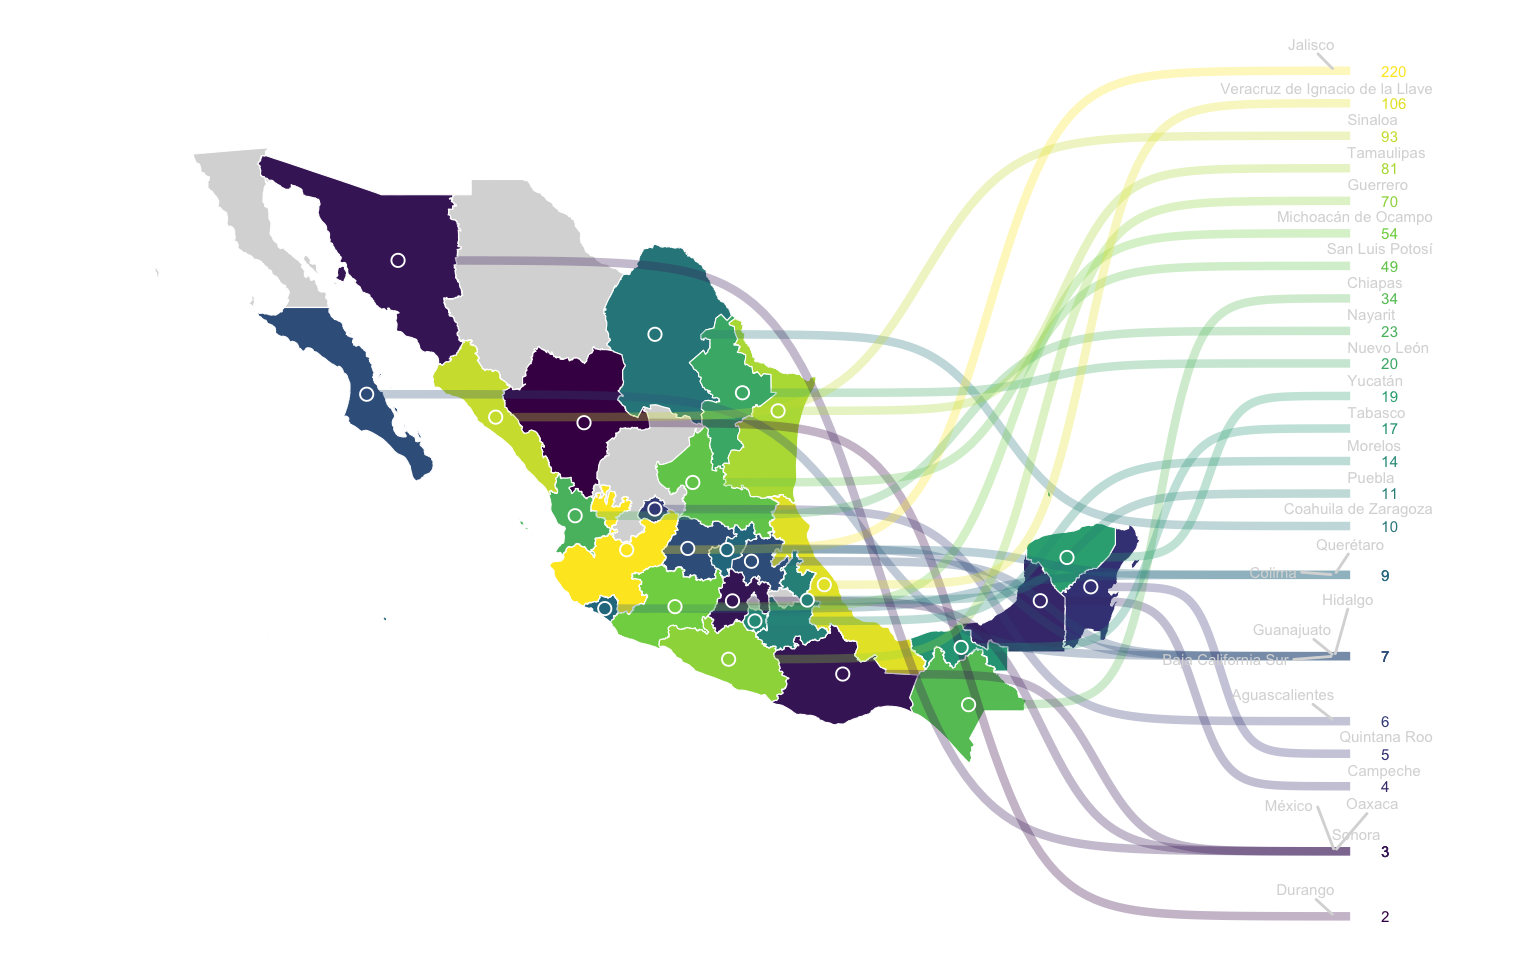 Jalisco
220
Veracruz de Ignacio de la Llave
106
Sinaloa
93
Tamaulipas
81
Guerrero
70
Michoacán de Ocampo
54
San Luis Potosí
49
Chiapas
34
Nayarit
23
Nuevo León
20
Yucatán
19
Tabasco
17
Morelos
14
Puebla
11
Coahuila de Zaragoza
10
Querétaro
Colima
9
Hidalgo
Guanajuato
Baja California Sur
7
Aguascalientes
6
Quintana Roo
5
Campeche
4
México
Oaxaca
Sonora
3
Durango
2